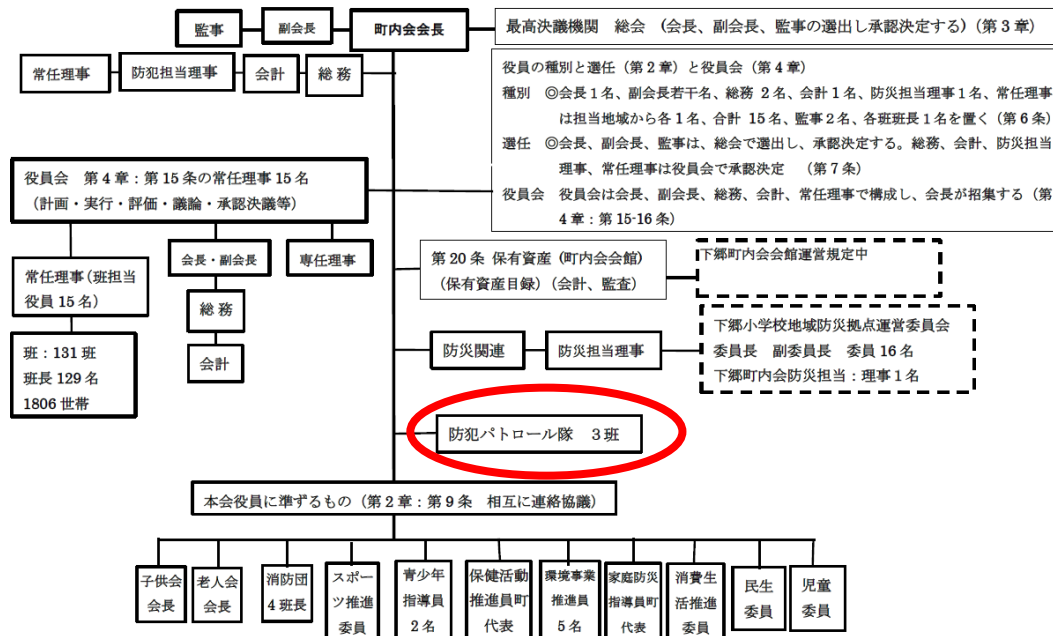 監事
副会長
町内会会長
最高決議機関　総会　(会長、副会長、監事の選出し承認決定する)(第３章)
常任理事
防犯担当理事
会計
総務
役員の種別と選任（第２章）と役員会（第４章）
種別　◎会長１名、副会長若干名、総務 ２名、会計１名、防災担当理事１名、常任理事
は担当地域から各１名、合計 15名、監事２名、各班班長１名を置く（第６条）
選任　◎会長、副会長、監事は、総会で選出し、承認決定する。総務、会計、防災担当
理事、常任理事は役員会で承認決定　（第７条）
役員会　役員会は会長、副会長、総務、会計、常任理事で構成し、会長が招集する（第
４章：第 15-16 条）
役員会　第４章：第15条の常任理事15名
（計画・実行・評価・議論・承認決議等）
常任理事(班担当
役員 15 名)
会長・副会長
専任理事
総務
会計
班：131 班
班長 129 名
1806 世帯
第 20 条 保有資産（町内会会館）
（保有資産目録）（会計、監査）
下郷町内会会館運営規定中
防災関連
防災担当理事
下郷小学校地域防災拠点運営委員会
委員長　副委員長　委員 16 名
下郷町内会防災担当：理事１名
防犯パトロール隊　３班
本会役員に準ずるもの（第２章：第９条　相互に連絡協議）
子供会
会長
老人会
会長
消防団
４班長
スポー
ツ推進
委員
青少年
指導員
２名
保健活動
推進員町
代表
環境事業
推進員
５名
家庭防災
指導員町
代表
消費生
活推進
委員
民生
委員
児童
委員